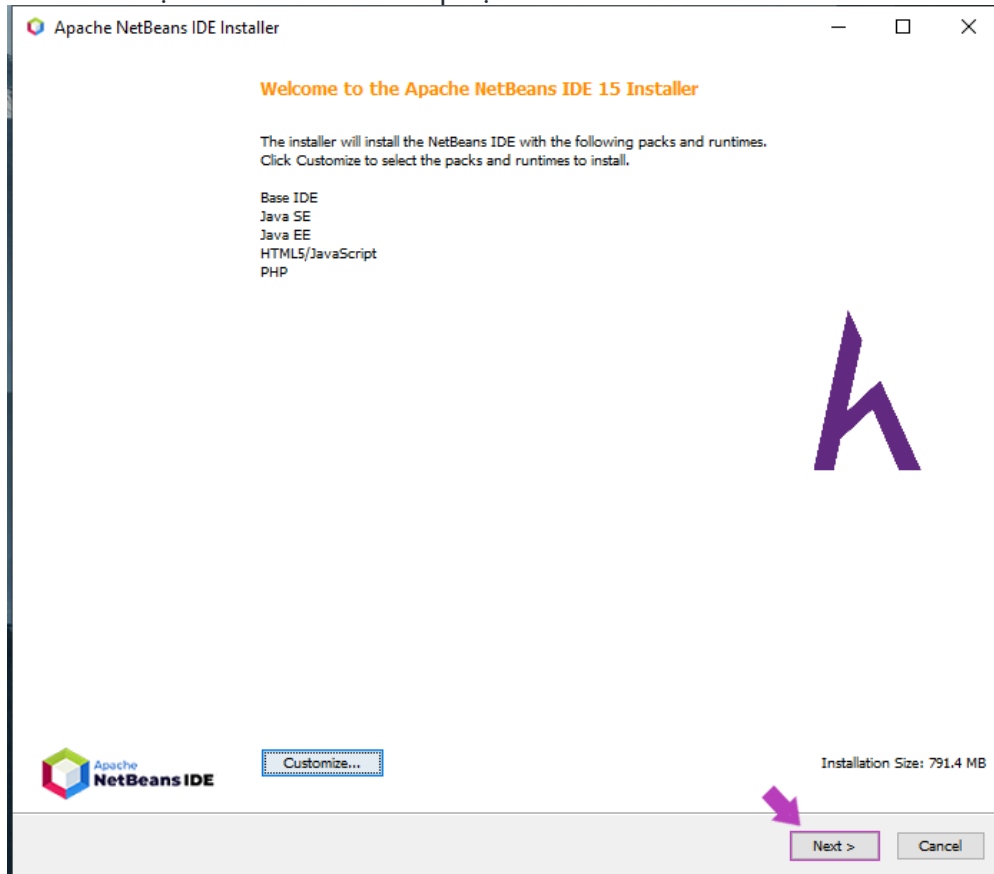 Apache NetBeans IDE Installer
Welcome to the Apache NetBeans IDE 15 Installer
The installer will install the NetBeans IDE with the following packs and runtimes.
Click Customize to select the packs and runtimes to install.
Base IDE
Java SE
Java EE
HTML5/JavaScript
PHP
Apache
NetBeans IDE
Customize...
Installation Size: 791.4 MB
Next >
Cancel